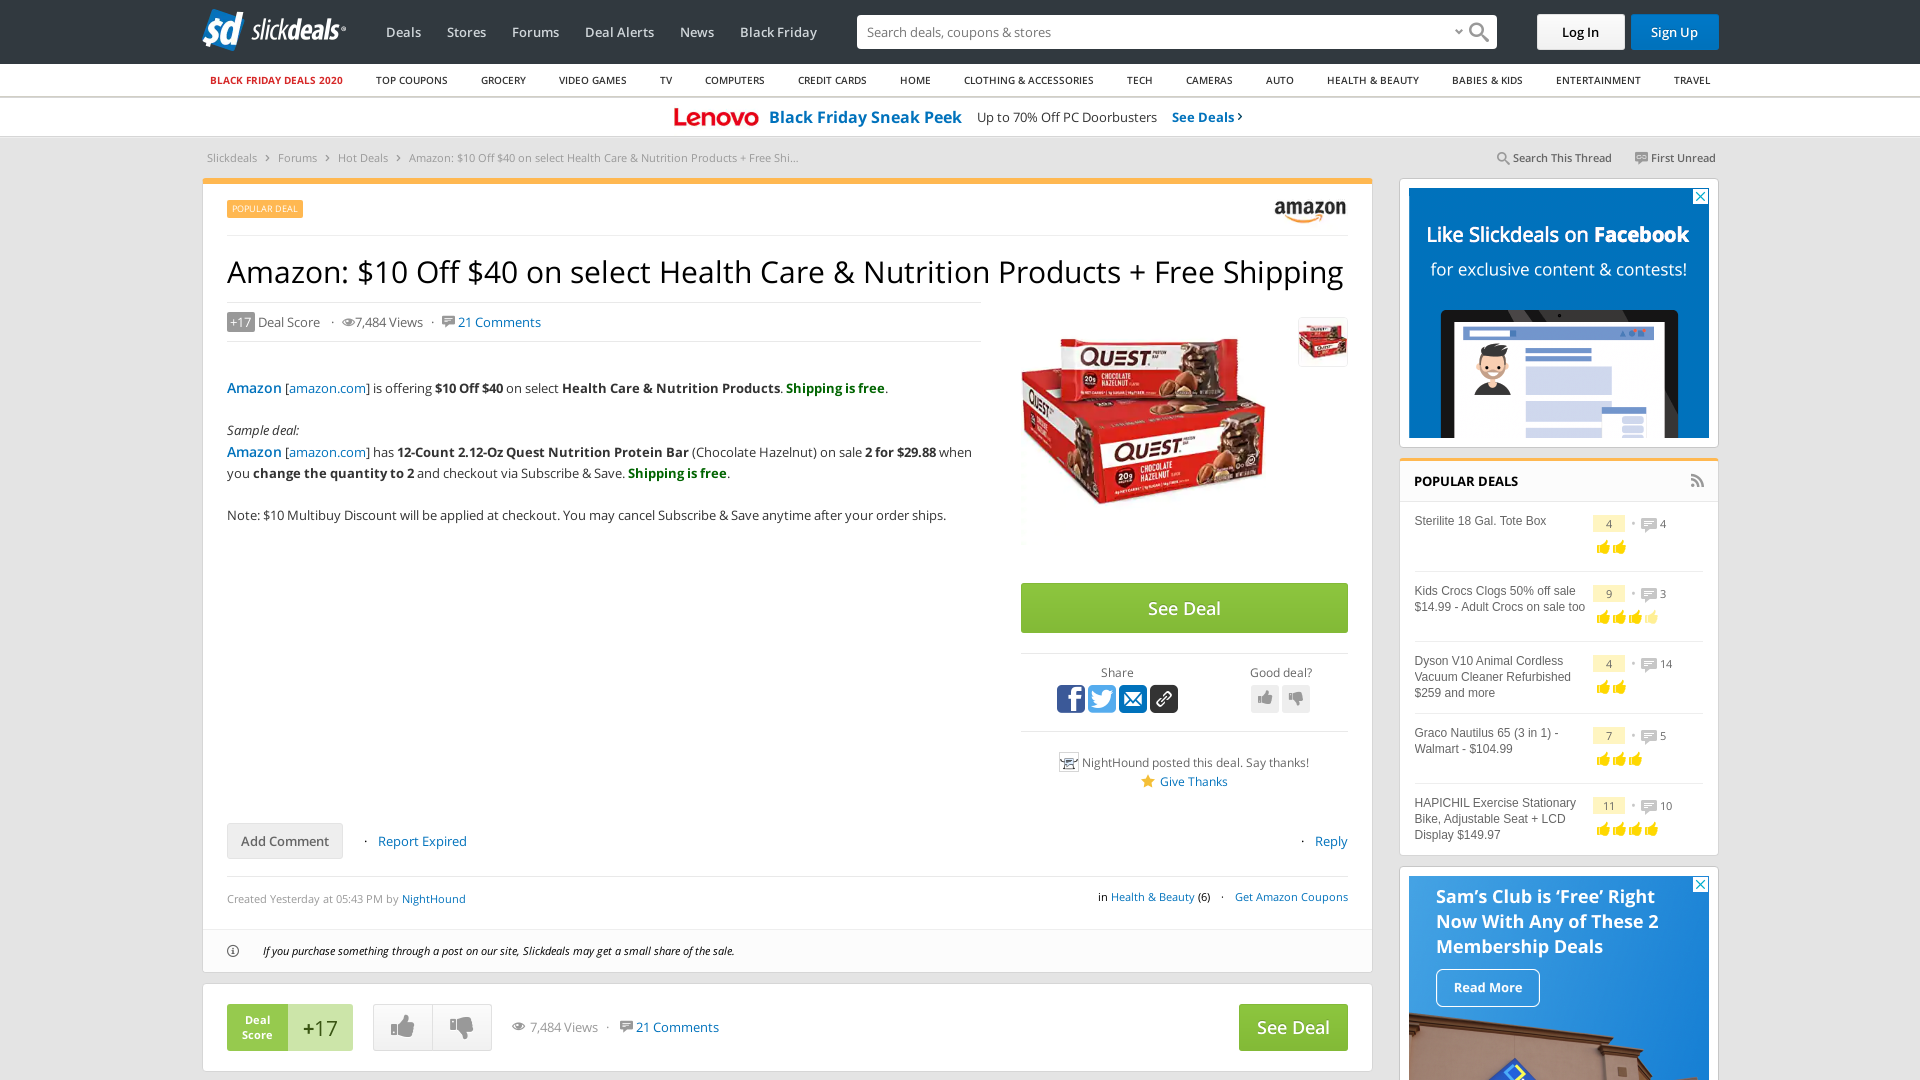 sd slickdeals
Deals Stores Forums Deal Alerts News Black Friday
Search deals, coupons & shops
Log In
Sign Up
BLACK FRIDAY DEALS 2020 TOP COUPONS GROCERY VIDEO GAMES TV COMPUTERS CREDIT CARDS HOME CLOTHING & ACCESSORIES TECH CAMERAS AUTO HEALTH & BEAUTY BABIES & KIDS ENTERTAINMENT TRAVEL
Lenovo Black Friday Sneak Peek Up to 70% Off PC Doorbusters See Deals ›
Slickdeals › Forums › Hot Deals › Amazon: $10 Off $40 on select Health Care & Nutrition Products + Free Shi...
Search This Thread First Unread
POPULAR DEAL
amazon
Amazon: $10 Off $40 on select Health Care & Nutrition Products + Free Shipping
+17 Deal Score · 7,484 Views · 21 Comments
Amazon [amazon.com] is offering $10 Off $40 on select Health Care & Nutrition Products. Shipping is free.
Sample deal:
Amazon [amazon.com] has 12-Count 2.12-Oz Quest Nutrition Protein Bar (Chocolate Hazelnut) on sale 2 for $29.88 when
you change the quantity to 2 and checkout via Subscribe & Save. Shipping is free.
Note: $10 Multibuy Discount will be applied at checkout. You may cancel Subscribe & Save anytime after your order ships.
QUEST
PROTEIN BAR
CHOCOLATE
HAZELNUT
20g
QUEST
QUEST
CHOCOLATE
HAZELNUT
20g
See Deal
Share
Good deal?
NightHound posted this deal. Say thanks!
Give Thanks
Add Comment · Report Expired
· Reply
Created Yesterday at 05:43 PM by NightHound
in Health & Beauty (6) · Get Amazon Coupons
If you purchase something through a post on our site, Slickdeals may get a small share of the sale.
Deal
Score
+17
7,484 Views · 21 Comments
See Deal
Like Slickdeals on Facebook
for exclusive content & contests!
POPULAR DEALS
Sterilite 18 Gal. Tote Box
4 • 4
Kids Crocs Clogs 50% off sale
$14.99 - Adult Crocs on sale too
9 • 3
Dyson V10 Animal Cordless
Vacuum Cleaner Refurbished
$259 and more
4 • 14
Graco Nautilus 65 (3 in 1) -
Walmart - $104.99
7 • 5
HAPICHIL Exercise Stationary
Bike, Adjustable Seat + LCD
Display $149.97
11 • 10
Sam's Club is ‘Free’ Right
Now With Any of These 2
Membership Deals
Read More